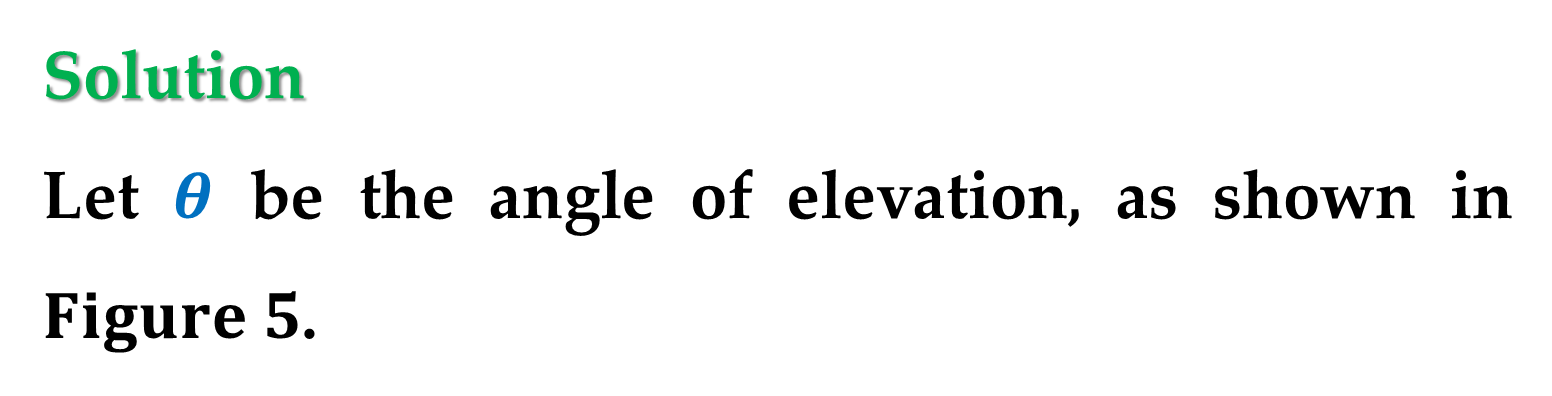 Solution
Let θ be the angle of elevation, as shown in
Figure 5.